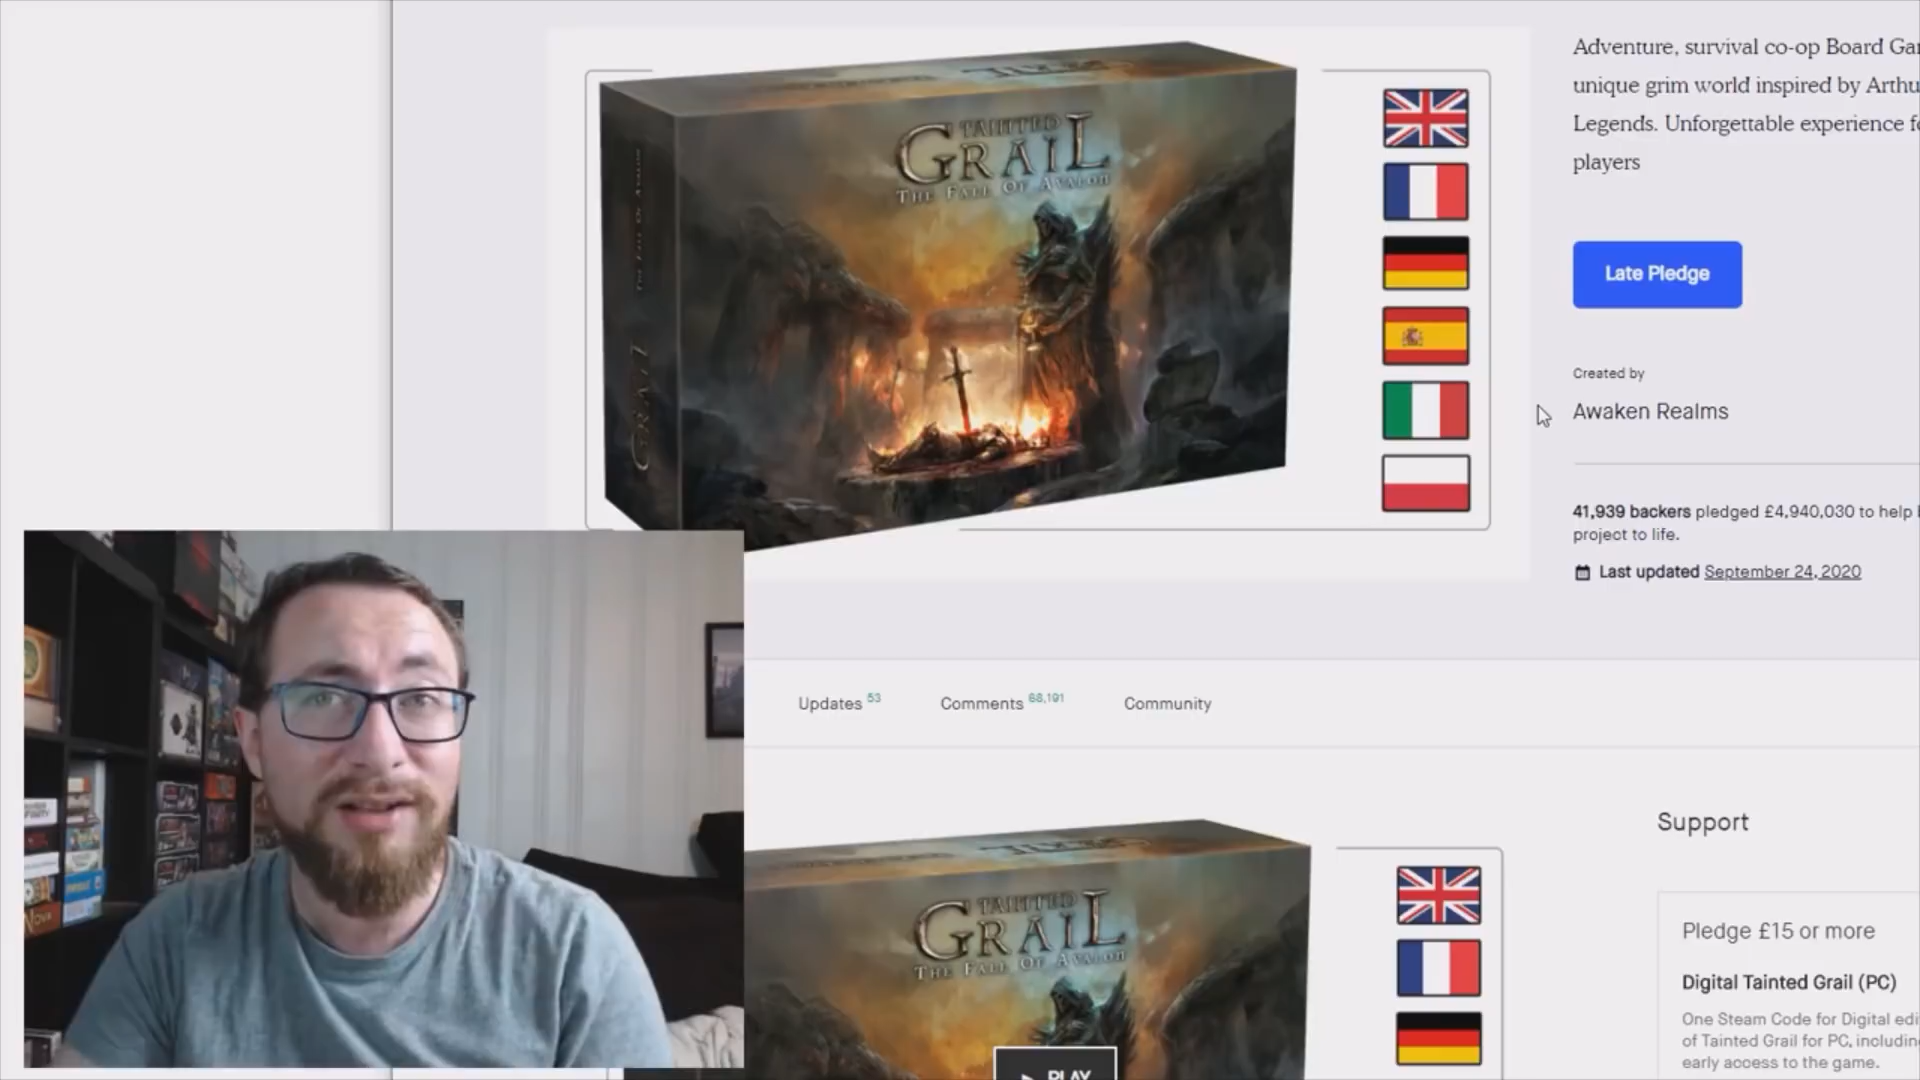 TAINTED
GRAIL
THE FALL OF AVALON
GRAIL
Adventure, survival co-op Board Ga
unique grim world inspired by Arthu
Legends. Unforgettable experience f
players
Late Pledge
Created by
Awaken Realms
41,939 backers pledged £4,940,030 to help
project to life.
Last updated September 24, 2020
Updates 53
Comments 68,191
Community
TAINTED
GRAIL
THE FALL OF AVALON
PLAY
Support
Pledge £15 or more
Digital Tainted Grail (PC)
One Steam Code for Digital edi
of Tainted Grail for PC, includin
early access to the game.